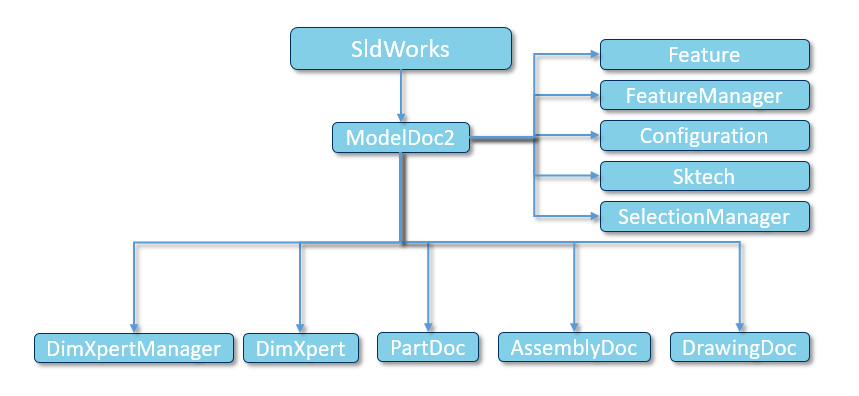 SldWorks
ModelDoc2
Feature
FeatureManager
Configuration
Sktech
SelectionManager
DimXpertManager
DimXpert
PartDoc
AssemblyDoc
DrawingDoc